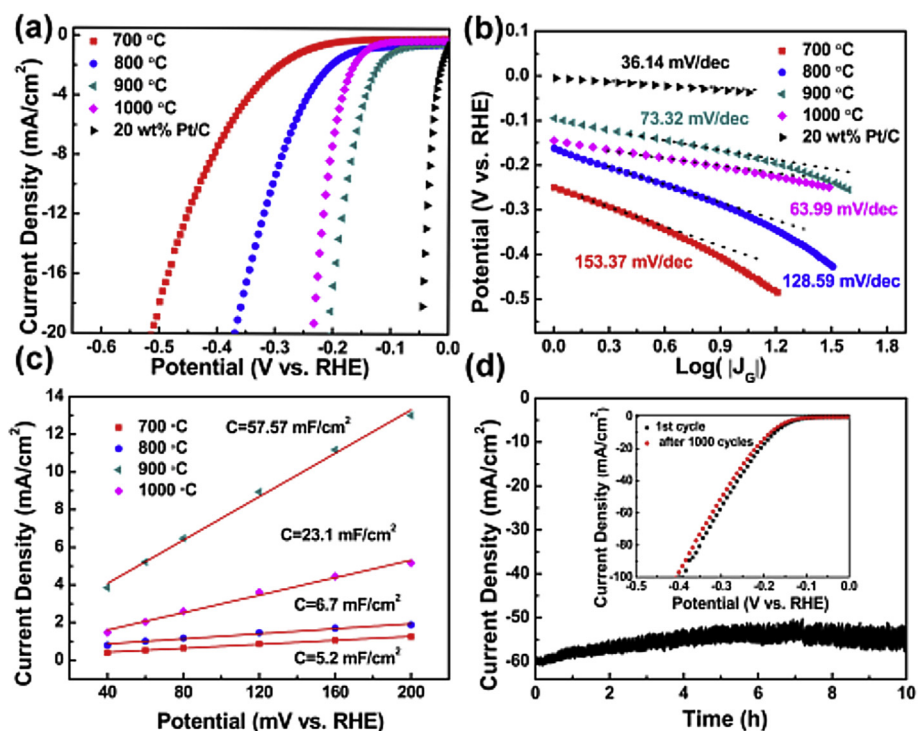 (a)
700 °C
800 °C
900 °C
1000 °C
20 wt% Pt/C
Current Density (mA/cm²)
0
-4
-8
-12
-16
-20
-0.6
-0.5
-0.4
-0.3
-0.2
-0.1
0.0
Potential (V vs. RHE)
(b)
36.14 mV/dec
700 °C
800 °C
900 °C
1000 °C
20 wt% Pt/C
73.32 mV/dec
63.99 mV/dec
153.37 mV/dec
128.59 mV/dec
Potential (V vs. RHE)
0.1
0.0
-0.1
-0.2
-0.3
-0.4
-0.5
0.0
0.3
0.6
0.9
1.2
1.5
1.8
Log( |J_G|)
(c)
700 °C
800 °C
900 °C
1000 °C
C=57.57 mF/cm²
C=23.1 mF/cm²
C=6.7 mF/cm²
C=5.2 mF/cm²
Current Density (mA/cm²)
14
12
10
8
6
4
2
0
40
80
120
160
200
Potential (mV vs. RHE)
(d)
Current Density (mA/cm²)
0
-10
-20
-30
-40
-50
-60
0
2
4
6
8
10
Time (h)
1st cycle
after 1000 cycles
Current Density (mA/cm²)
0
-20
-40
-60
-80
-100
-0.5
-0.4
-0.3
-0.2
-0.1
0.0
Potential (V vs. RHE)